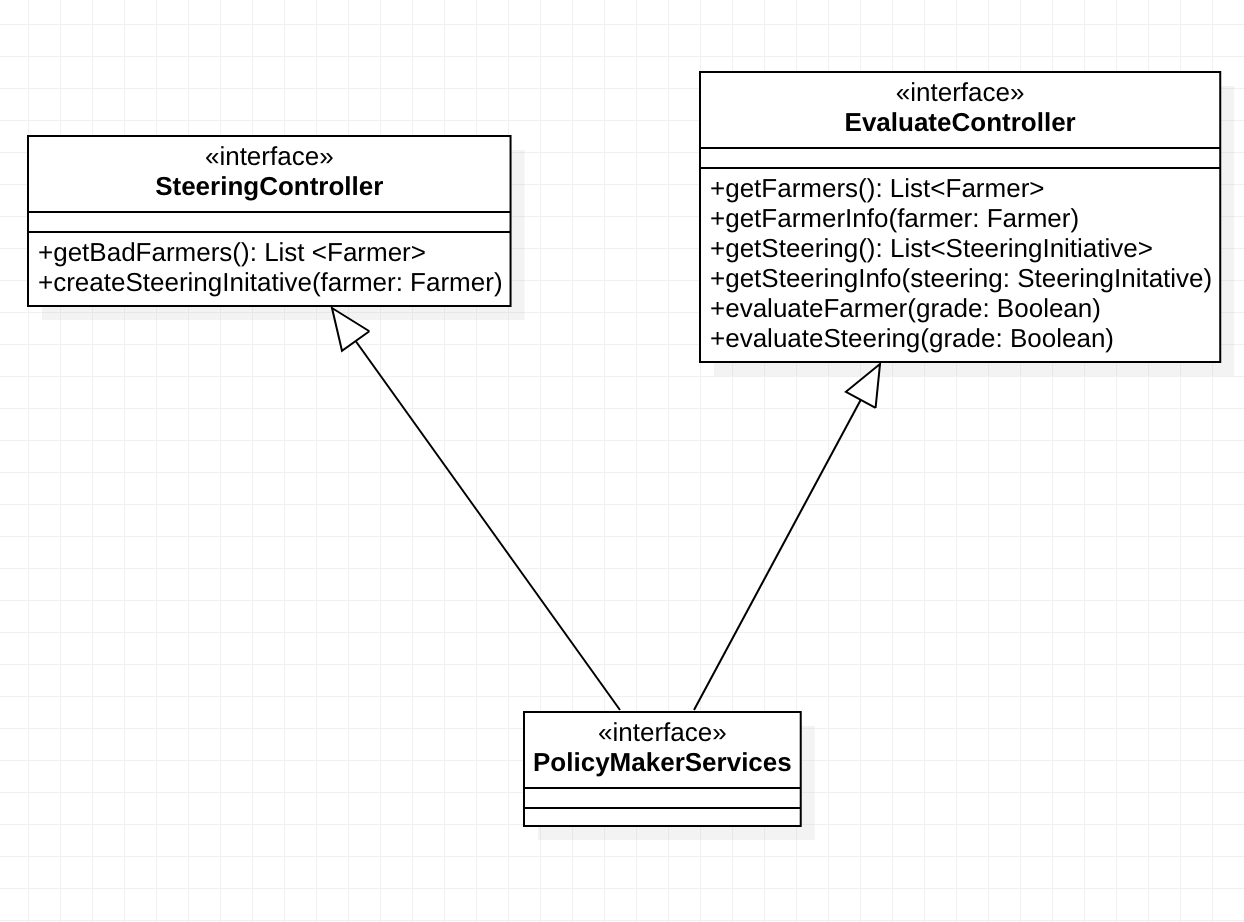 «interface»
SteeringController
+getBadFarmers(): List <Farmer>
+createSteeringInitative(farmer: Farmer)
«interface»
EvaluateController
+getFarmers(): List<Farmer>
+getFarmerInfo(farmer: Farmer)
+getSteering(): List<SteeringInitiative>
+getSteeringInfo(steering: SteeringInitative)
+evaluateFarmer(grade: Boolean)
+evaluateSteering(grade: Boolean)
«interface»
PolicyMakerServices